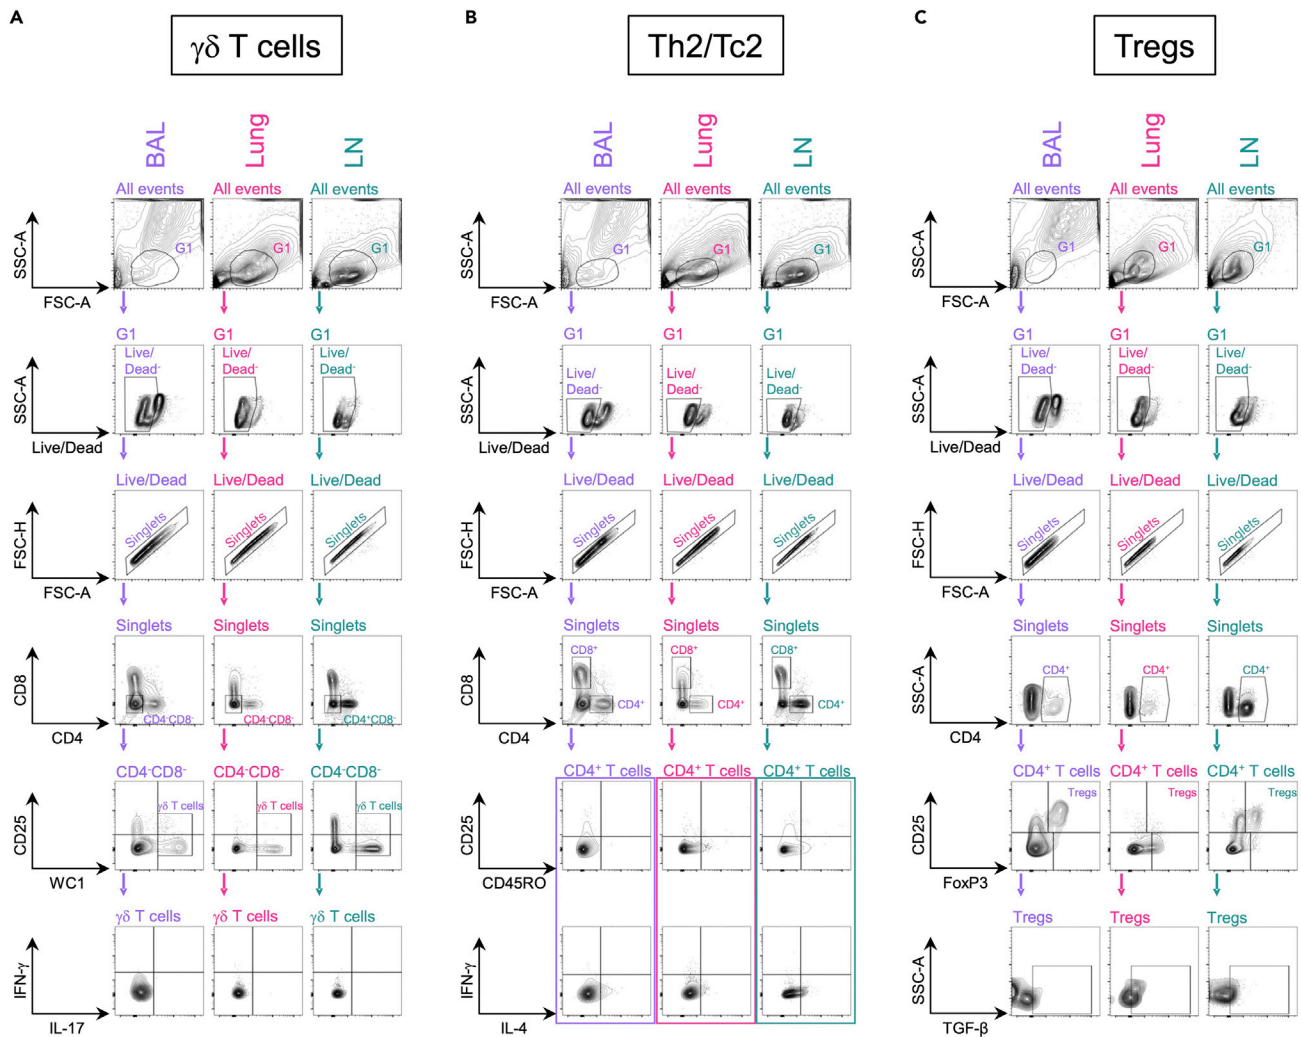 A
γδ T cells
B
Th2/Tc2
C
Tregs
BAL
Lung
LN
BAL
Lung
LN
BAL
Lung
LN
All events
All events
All events
All events
All events
All events
All events
All events
All events
SSC-A
G1
G1
G1
SSC-A
G1
G1
G1
SSC-A
G1
G1
G1
FSC-A
FSC-A
FSC-A
G1
G1
G1
G1
G1
G1
G1
G1
G1
SSC-A
Live/
Dead-
Live/
Dead-
Live/
Dead-
SSC-A
Live/
Dead-
Live/
Dead-
Live/
Dead-
SSC-A
Live/
Dead-
Live/
Dead-
Live/
Dead-
Live/Dead
Live/Dead
Live/Dead
Live/Dead
Live/Dead
Live/Dead
Live/Dead
Live/Dead
Live/Dead
Live/Dead
Live/Dead
Live/Dead
FSC-H
Singlets
Singlets
Singlets
FSC-H
Singlets
Singlets
Singlets
FSC-H
Singlets
Singlets
Singlets
FSC-A
FSC-A
FSC-A
Singlets
Singlets
Singlets
Singlets
Singlets
Singlets
Singlets
Singlets
Singlets
CD8
CD4-CD8-
CD4-CD8-
CD4+CD8-
CD8
CD8+
CD4+
CD8+
CD4+
CD8+
CD4+
SSC-A
CD4+
CD4+
CD4+
CD4
CD4
CD4
CD4-CD8-
CD4-CD8-
CD4-CD8-
CD4+ T cells
CD4+ T cells
CD4+ T cells
CD4+ T cells
CD4+ T cells
CD4+ T cells
CD25
γδ T cells
γδ T cells
γδ T cells
CD25
CD25
Tregs
Tregs
Tregs
WC1
CD45RO
FoxP3
γδ T cells
γδ T cells
γδ T cells
Tregs
Tregs
Tregs
IFN-γ
IFN-γ
SSC-A
IL-17
IL-4
TGF-β